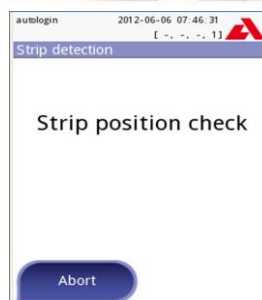 autologin 2012-06-06 07:46:31
[ -, -, -, 1]
Strip detection
Strip position check
Abort